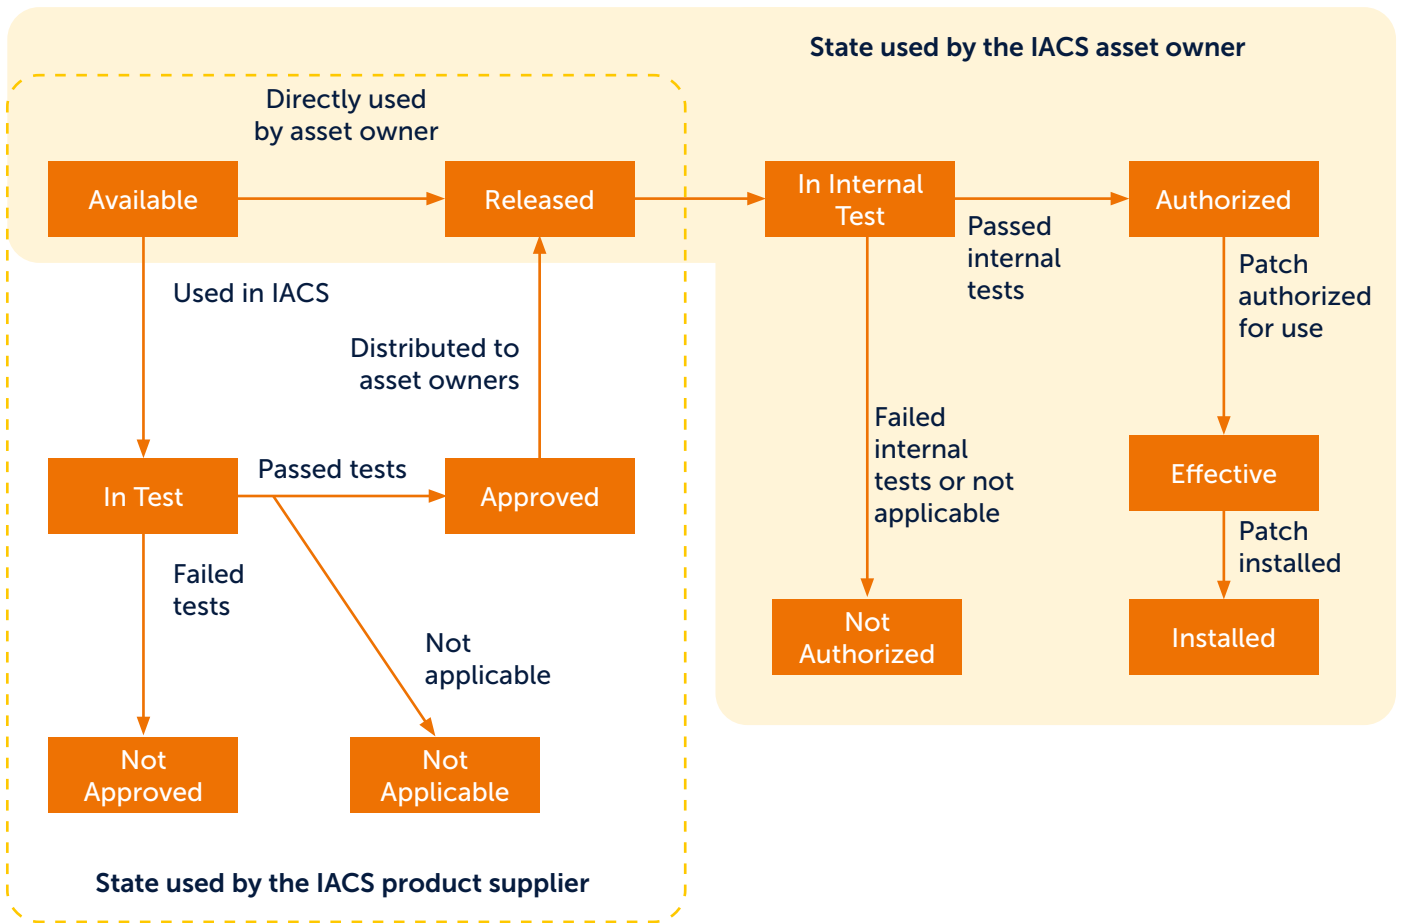 State used by the IACS asset owner
Directly used
by asset owner
Available
Released
In Internal
Test
Authorized
Passed
internal
tests
Patch
authorized
for use
Used in IACS
Distributed to
asset owners
Failed
internal
tests or not
applicable
In Test
Passed tests
Approved
Effective
Patch
installed
Failed
tests
Not
applicable
Not
Authorized
Installed
Not
Approved
Not
Applicable
State used by the IACS product supplier